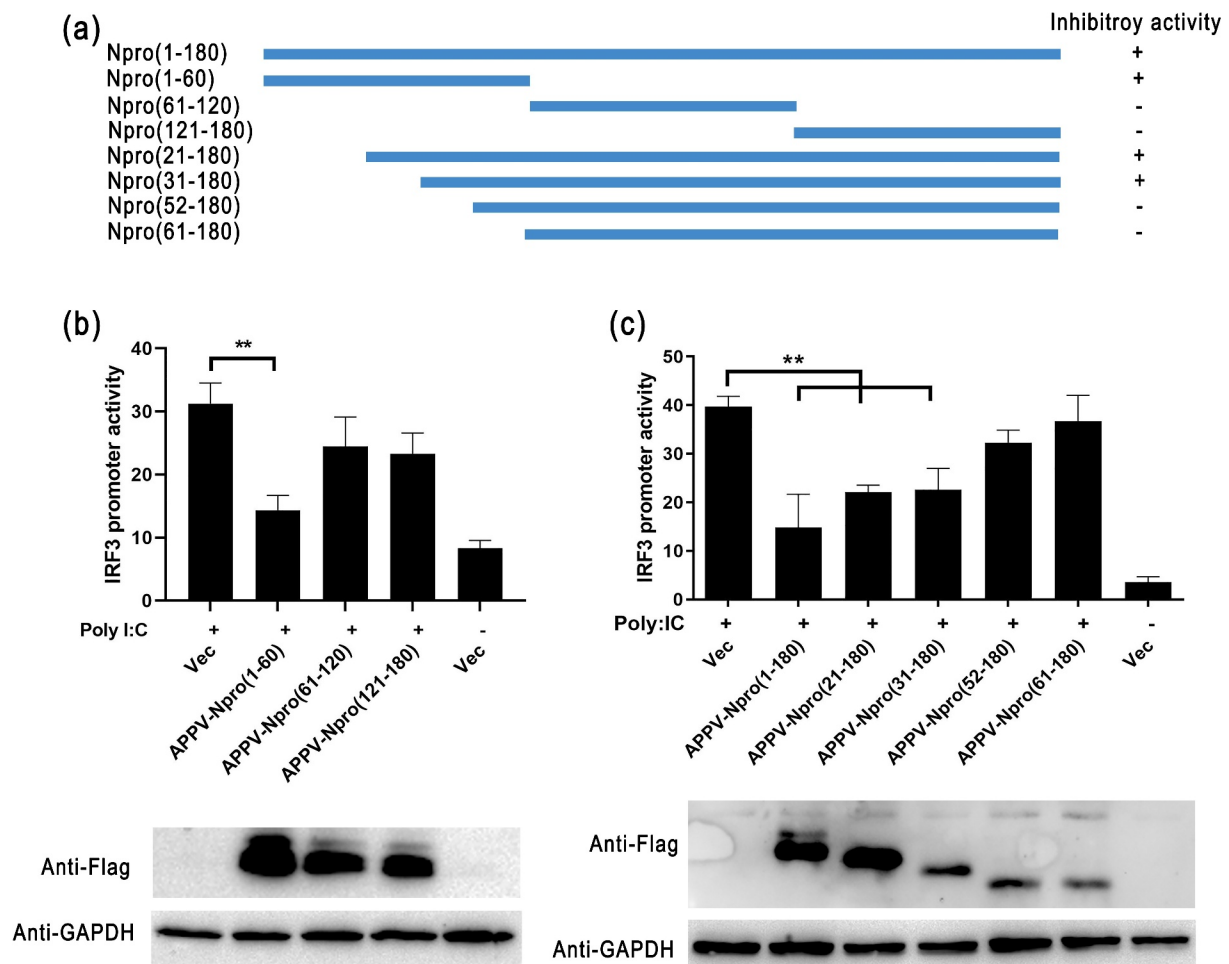 (a)
Inhibitroy activity
Npro(1-180) +
Npro(1-60) +
Npro(61-120) -
Npro(121-180) -
Npro(21-180) +
Npro(31-180) +
Npro(52-180) -
Npro(61-180) -
(b)
IRF3 promoter activity
40
30
20
10
0
**
Poly I:C + + + + -
Vec
APPV-Npro(1-60)
APPV-Npro(61-120)
APPV-Npro(121-180)
Vec
Anti-Flag
Anti-GAPDH
(c)
IRF3 promoter activity
50
40
30
20
10
0
**
Poly:IC + + + + + + -
Vec
APPV-Npro(1-180)
APPV-Npro(21-180)
APPV-Npro(31-180)
APPV-Npro(52-180)
APPV-Npro(61-180)
Vec
Anti-Flag
Anti-GAPDH